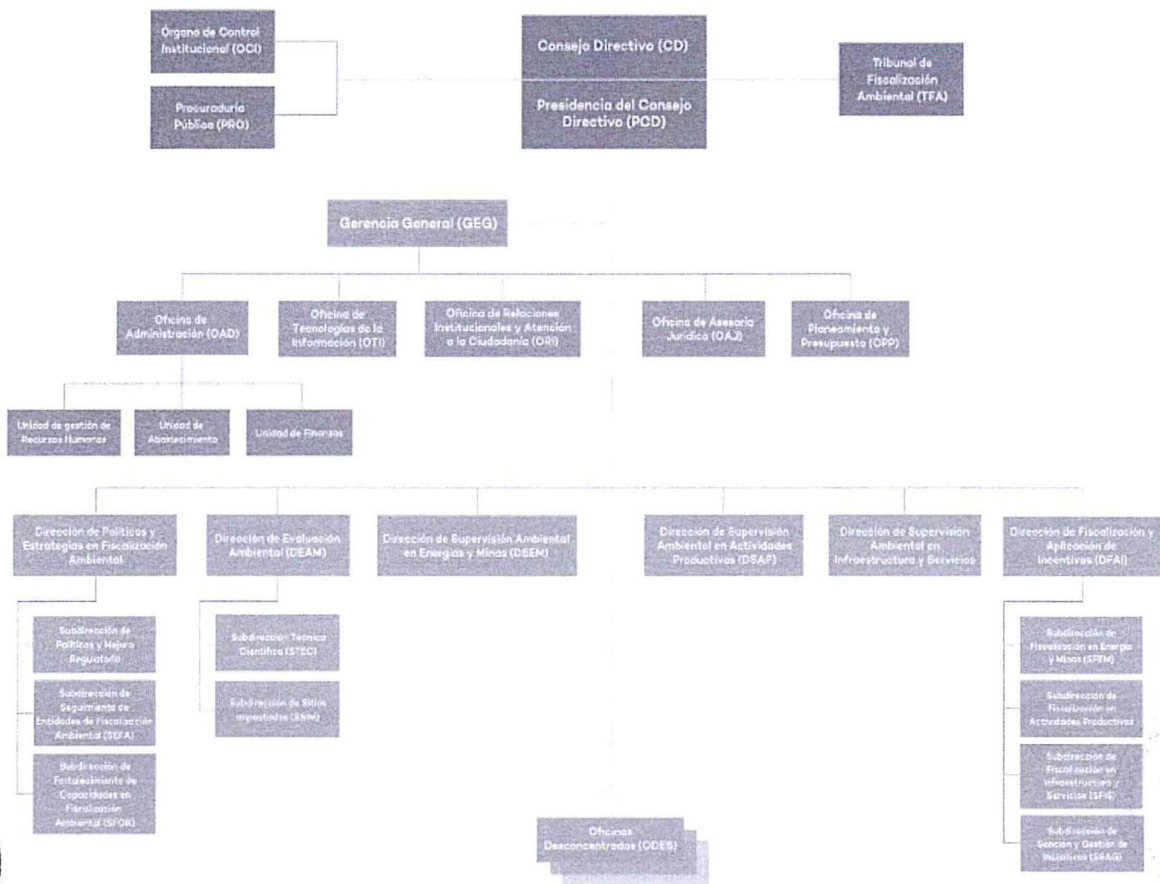 Órgano de Control
Institucional (OCI)
Consejo Directivo (CD)
Tribunal de
Fiscalización
Ambiental (TFA)
Procuraduría
Pública (PRO)
Presidencia del Consejo
Directivo (PCD)
Gerencia General (GEG)
Oficina de
Administración (OAD)
Oficina de
Tecnologías de la
Información (OTI)
Oficina de Relaciones
Institucionales y Atención
a la Ciudadanía (ORI)
Oficina de Asesoría
Jurídica (OAJ)
Oficina de
Planeamiento y
Presupuesto (OPP)
Unidad de gestión de
Recursos Humanos
Unidad de
Abastecimiento
Unidad de Finanzas
Dirección de Políticas y
Estrategias en Fiscalización
Ambiental
Dirección de Evaluación
Ambiental (DEAM)
Dirección de Supervisión Ambiental
en Energías y Minas (DSEM)
Dirección de Supervisión
Ambiental en Actividades
Productivas (DSAP)
Dirección de Supervisión
Ambiental en
Infraestructura y Servicios
Dirección de Fiscalización y
Aplicación de
Incentivos (DFAI)
Subdirección de
Políticas y Mejora
Regulatoria
Subdirección de
Seguimiento de
Entidades de Fiscalización
Ambiental (SEFA)
Subdirección de
Fortalecimiento de
Capacidades en
Fiscalización
Ambiental (SFOR)
Subdirección Técnica
Científica (STEC)
Subdirección de Sitios
Impactados (SSIM)
Subdirección de
Fiscalización en Energía
y Minas (SFEM)
Subdirección de
Fiscalización en
Actividades Productivas
Subdirección de
Fiscalización en
Infraestructura y
Servicios (SFIS)
Subdirección de
Sanción y Gestión de
Incentivos (SSAG)
Oficinas
Desconcentradas (ODES)